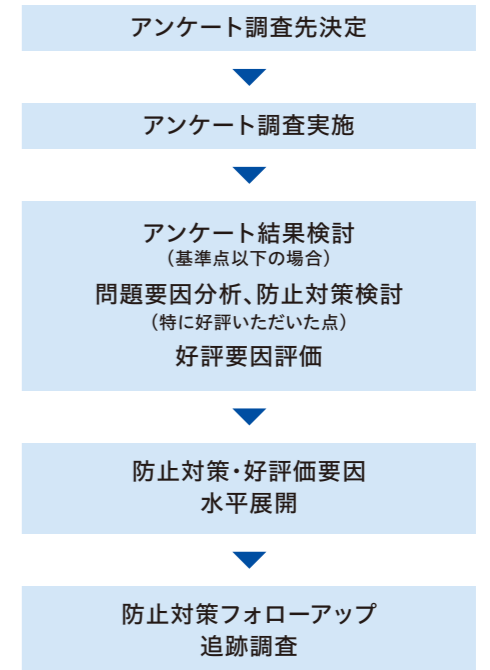 アンケート調査先決定
アンケート調査実施
アンケート結果検討
(基準点以下の場合)
問題要因分析、防止対策検討
(特に好評いただいた点)
好評要因評価
防止対策・好評価要因
水平展開
防止対策フォローアップ
追跡調査